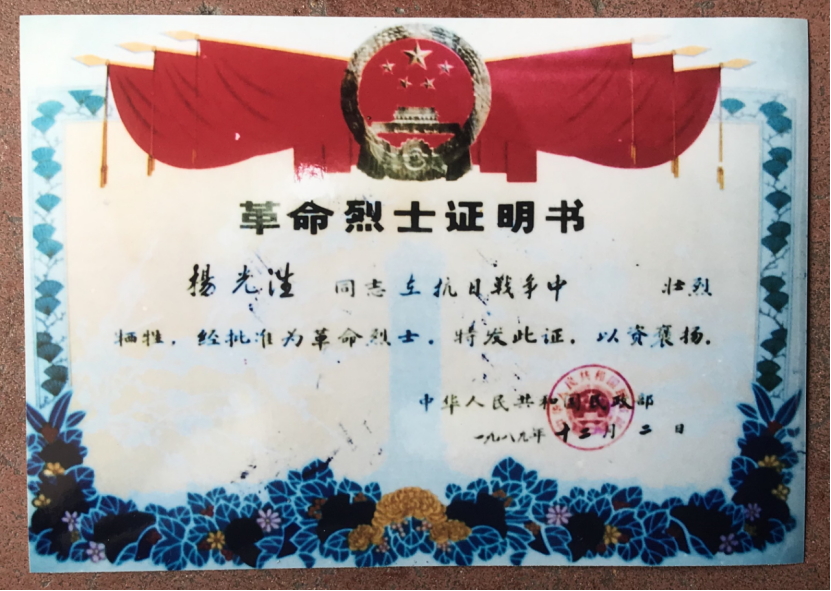 革命烈士证明书
楊光泩 同志在抗日战争中 壮烈
牺牲，经批准为革命烈士。特发此证，以资褒扬。
中华人民共和国民政部
一九八九年十二月二日